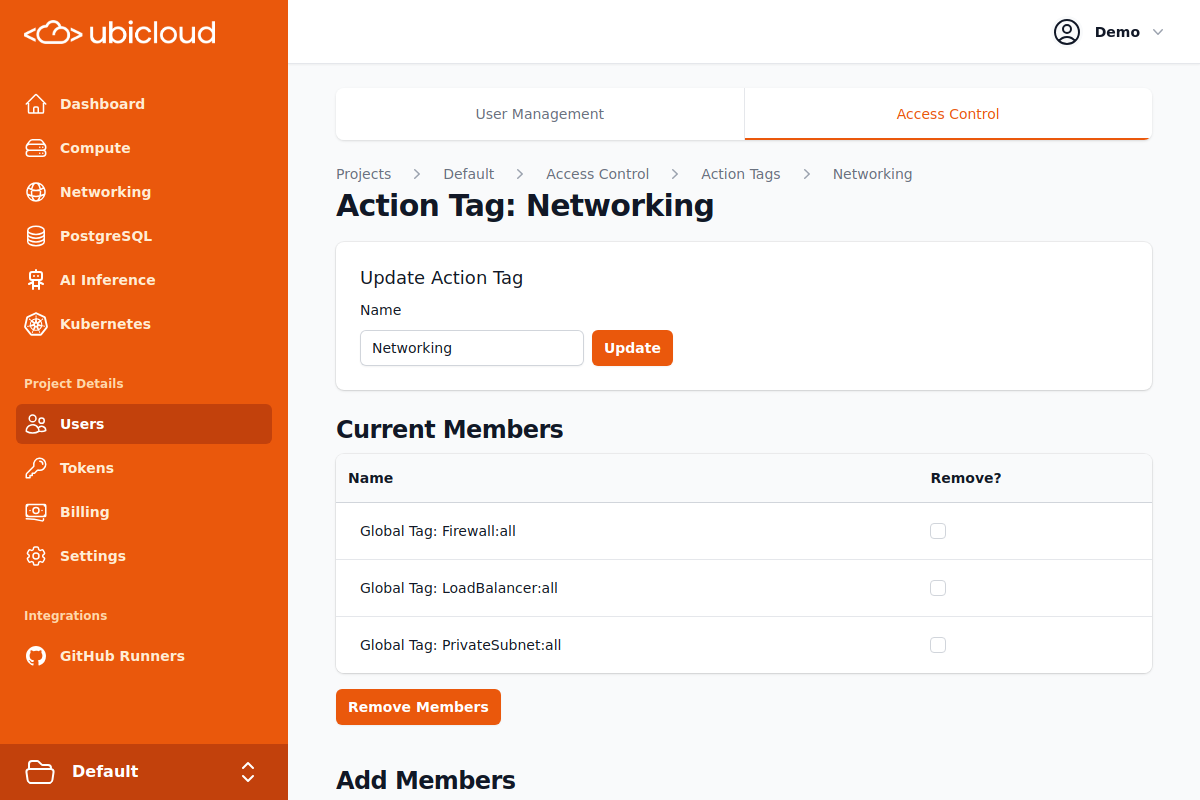 ubicloud
Demo
Dashboard
Compute
Networking
PostgreSQL
AI Inference
Kubernetes
Project Details
Users
Tokens
Billing
Settings
Integrations
GitHub Runners
Default
User Management
Access Control
Projects > Default > Access Control > Action Tags > Networking
Action Tag: Networking
Update Action Tag
Name
Networking
Update
Current Members
Name Remove?
Global Tag: Firewall:all
Global Tag: LoadBalancer:all
Global Tag: PrivateSubnet:all
Remove Members
Add Members